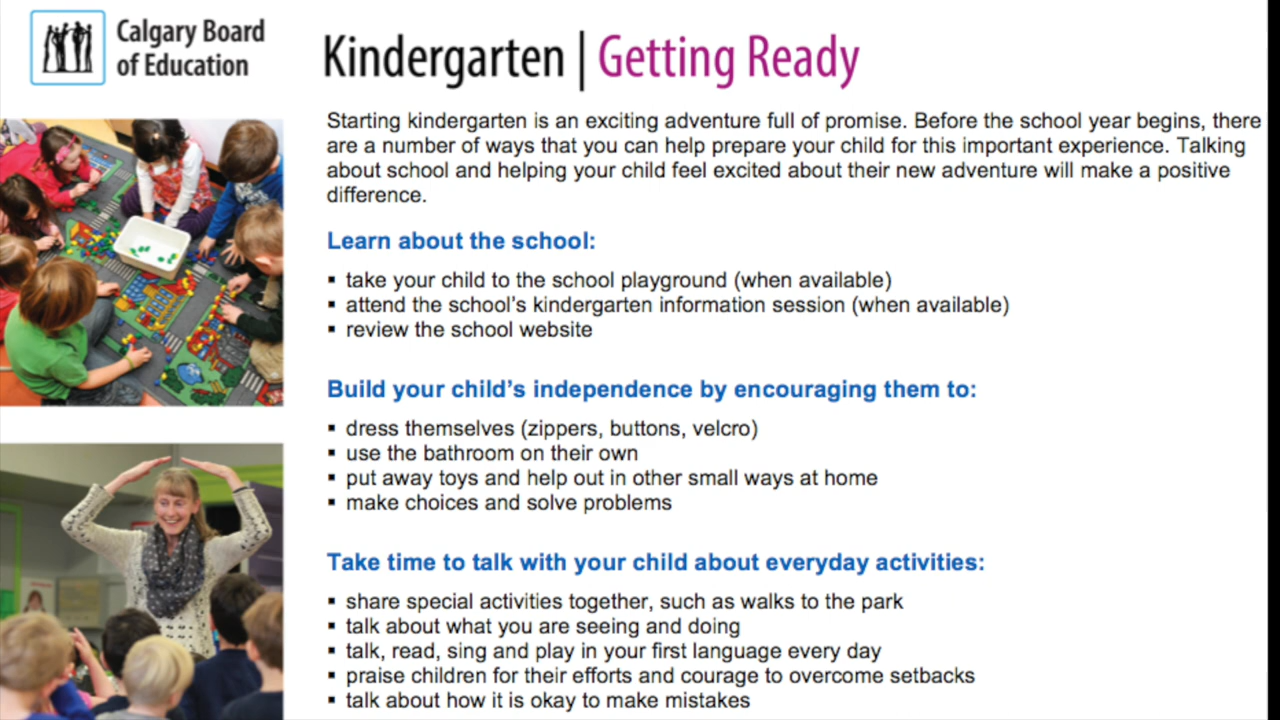 Calgary Board
of Education
Kindergarten | Getting Ready
Starting kindergarten is an exciting adventure full of promise. Before the school year begins, there
are a number of ways that you can help prepare your child for this important experience. Talking
about school and helping your child feel excited about their new adventure will make a positive
difference.
Learn about the school:
▪ take your child to the school playground (when available)
▪ attend the school's kindergarten information session (when available)
▪ review the school website
Build your child's independence by encouraging them to:
▪ dress themselves (zippers, buttons, velcro)
▪ use the bathroom on their own
▪ put away toys and help out in other small ways at home
▪ make choices and solve problems
Take time to talk with your child about everyday activities:
▪ share special activities together, such as walks to the park
▪ talk about what you are seeing and doing
▪ talk, read, sing and play in your first language every day
▪ praise children for their efforts and courage to overcome setbacks
▪ talk about how it is okay to make mistakes